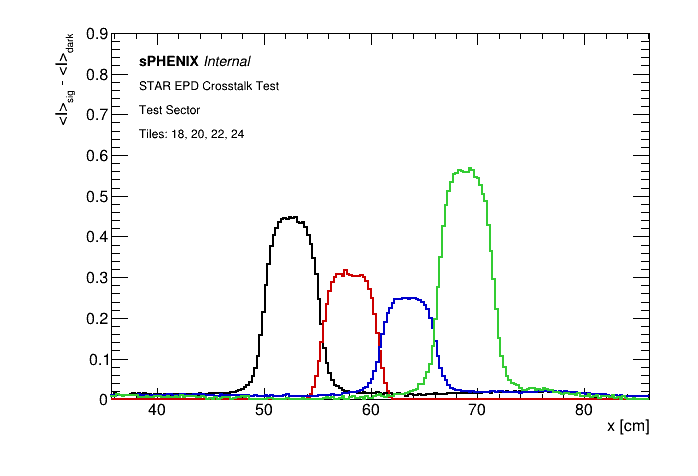 <I>sig - <I>dark
0.9
0.8
0.7
0.6
0.5
0.4
0.3
0.2
0.1
0
sPHENIX Internal
STAR EPD Crosstalk Test
Test Sector
Tiles: 18, 20, 22, 24
40 50 60 70 80
x [cm]